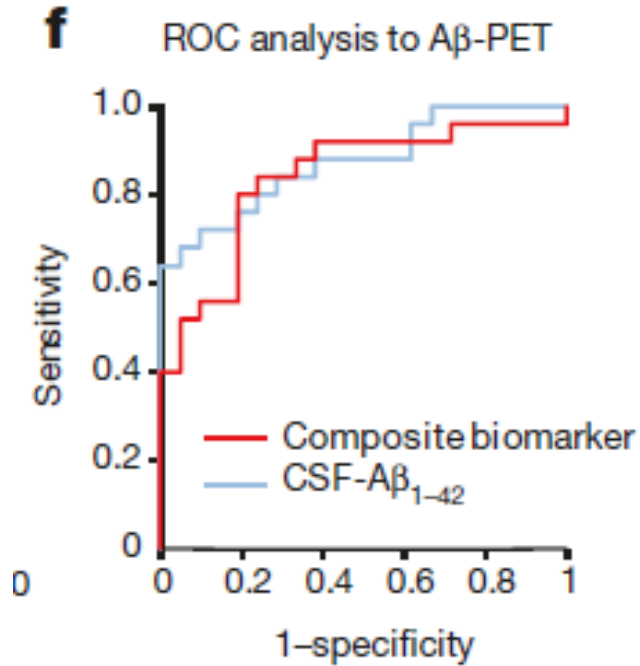 f ROC analysis to Aβ-PET
1.0
0.8
0.6
0.4
0.2
0
Sensitivity
Composite biomarker
CSF-Aβ1–42
0 0 0.2 0.4 0.6 0.8 1
1–specificity